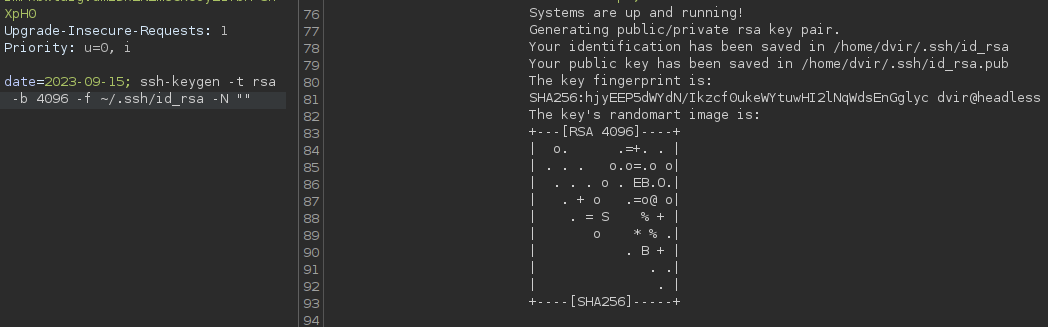 XpH0
Upgrade-Insecure-Requests: 1
Priority: u=0, i
date=2023-09-15; ssh-keygen -t rsa
-b 4096 -f ~/.ssh/id_rsa -N ""
76 Systems are up and running!
77 Generating public/private rsa key pair.
78 Your identification has been saved in /home/dvir/.ssh/id_rsa
79 Your public key has been saved in /home/dvir/.ssh/id_rsa.pub
80 The key fingerprint is:
81 SHA256:hjyEEP5dWYdN/IkzcfOukeWYtuwHI2lNqWdsEnGglyc dvir@headless
82 The key's randomart image is:
83 +---[RSA 4096]----+
84 |  o.      .=+. . |
85 | . . .   o.o=.o o|
86 |  . . . o . EB.O.|
87 |   . + o   .=o@ o|
88 |    . = S    % + |
89 |       o    * % .|
90 |           . B + |
91 |              . .|
92 |               . |
93 +----[SHA256]-----+
94